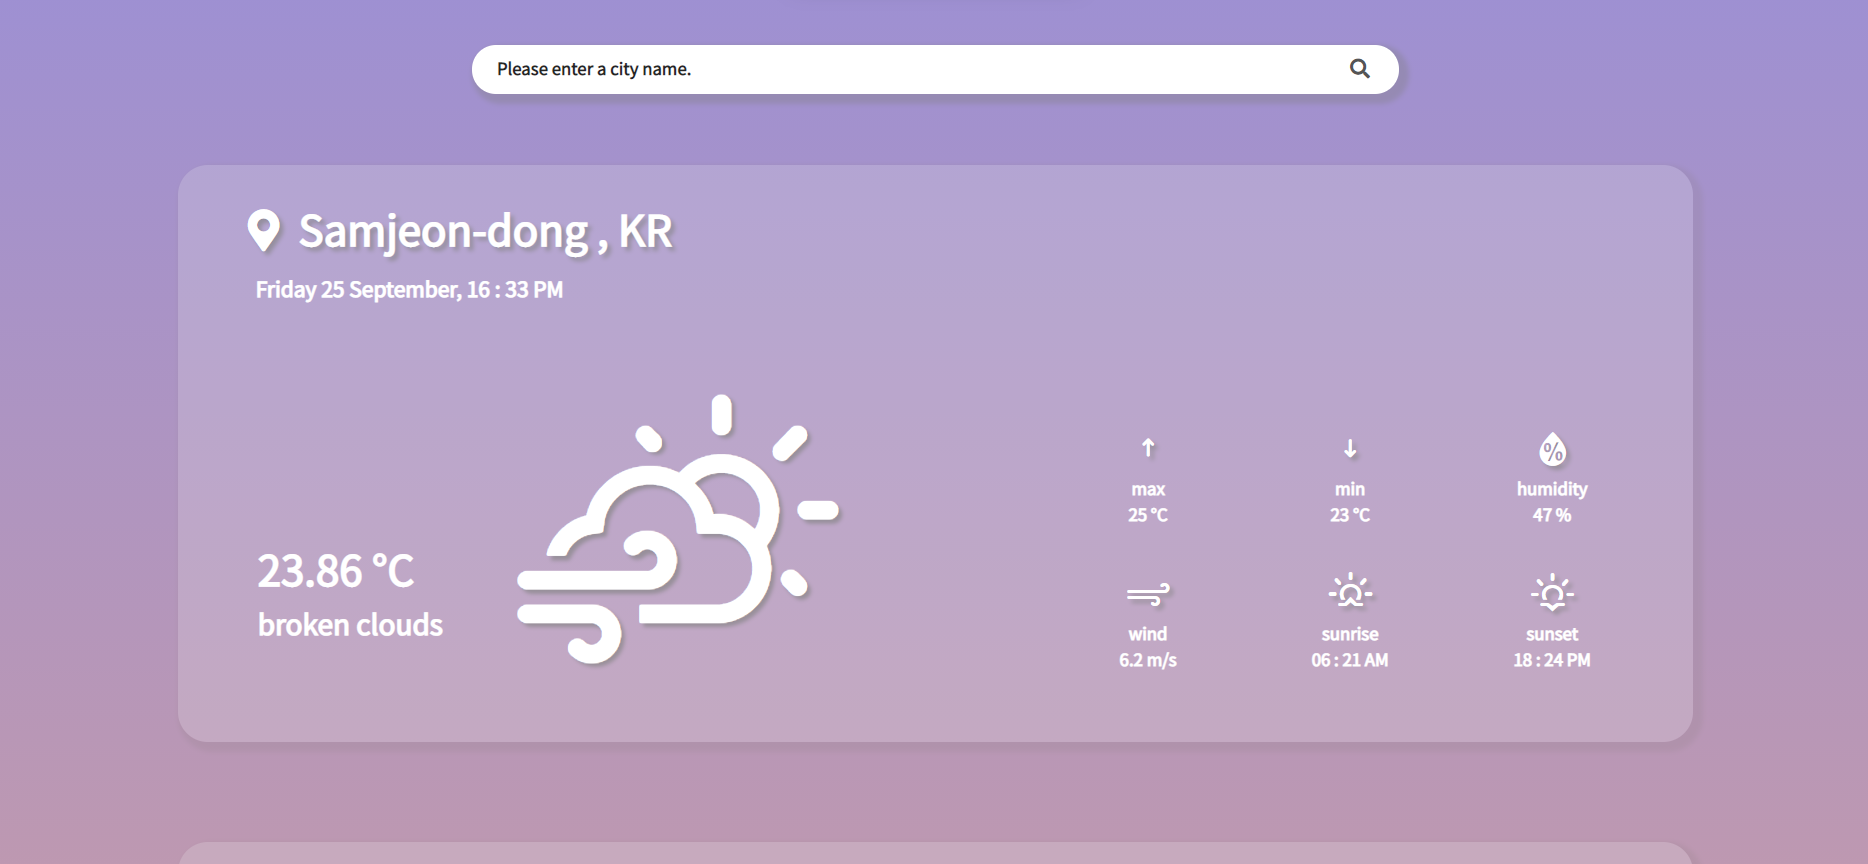 Please enter a city name.
Samjeon-dong , KR
Friday 25 September, 16 : 33 PM
23.86 °C
broken clouds
max
25 °C
min
23 °C
%
humidity
47 %
wind
6.2 m/s
sunrise
06 : 21 AM
sunset
18 : 24 PM